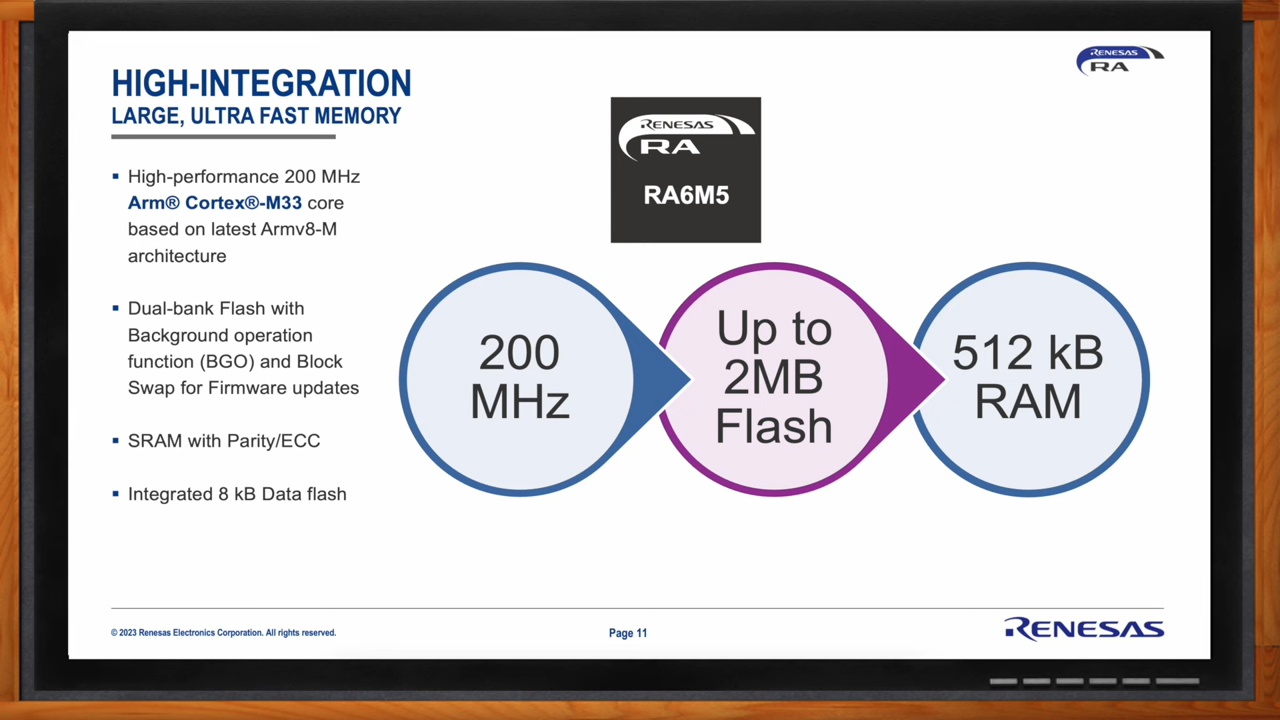 HIGH-INTEGRATION
LARGE, ULTRA FAST MEMORY
RENESAS
RA
▪ High-performance 200 MHz
Arm® Cortex®-M33 core
based on latest Armv8-M
architecture
▪ Dual-bank Flash with
Background operation
function (BGO) and Block
Swap for Firmware updates
▪ SRAM with Parity/ECC
▪ Integrated 8 kB Data flash
RENESAS
RA
RA6M5
200
MHz
Up to
2MB
Flash
512 kB
RAM
© 2023 Renesas Electronics Corporation. All rights reserved.
Page 11
RENESAS